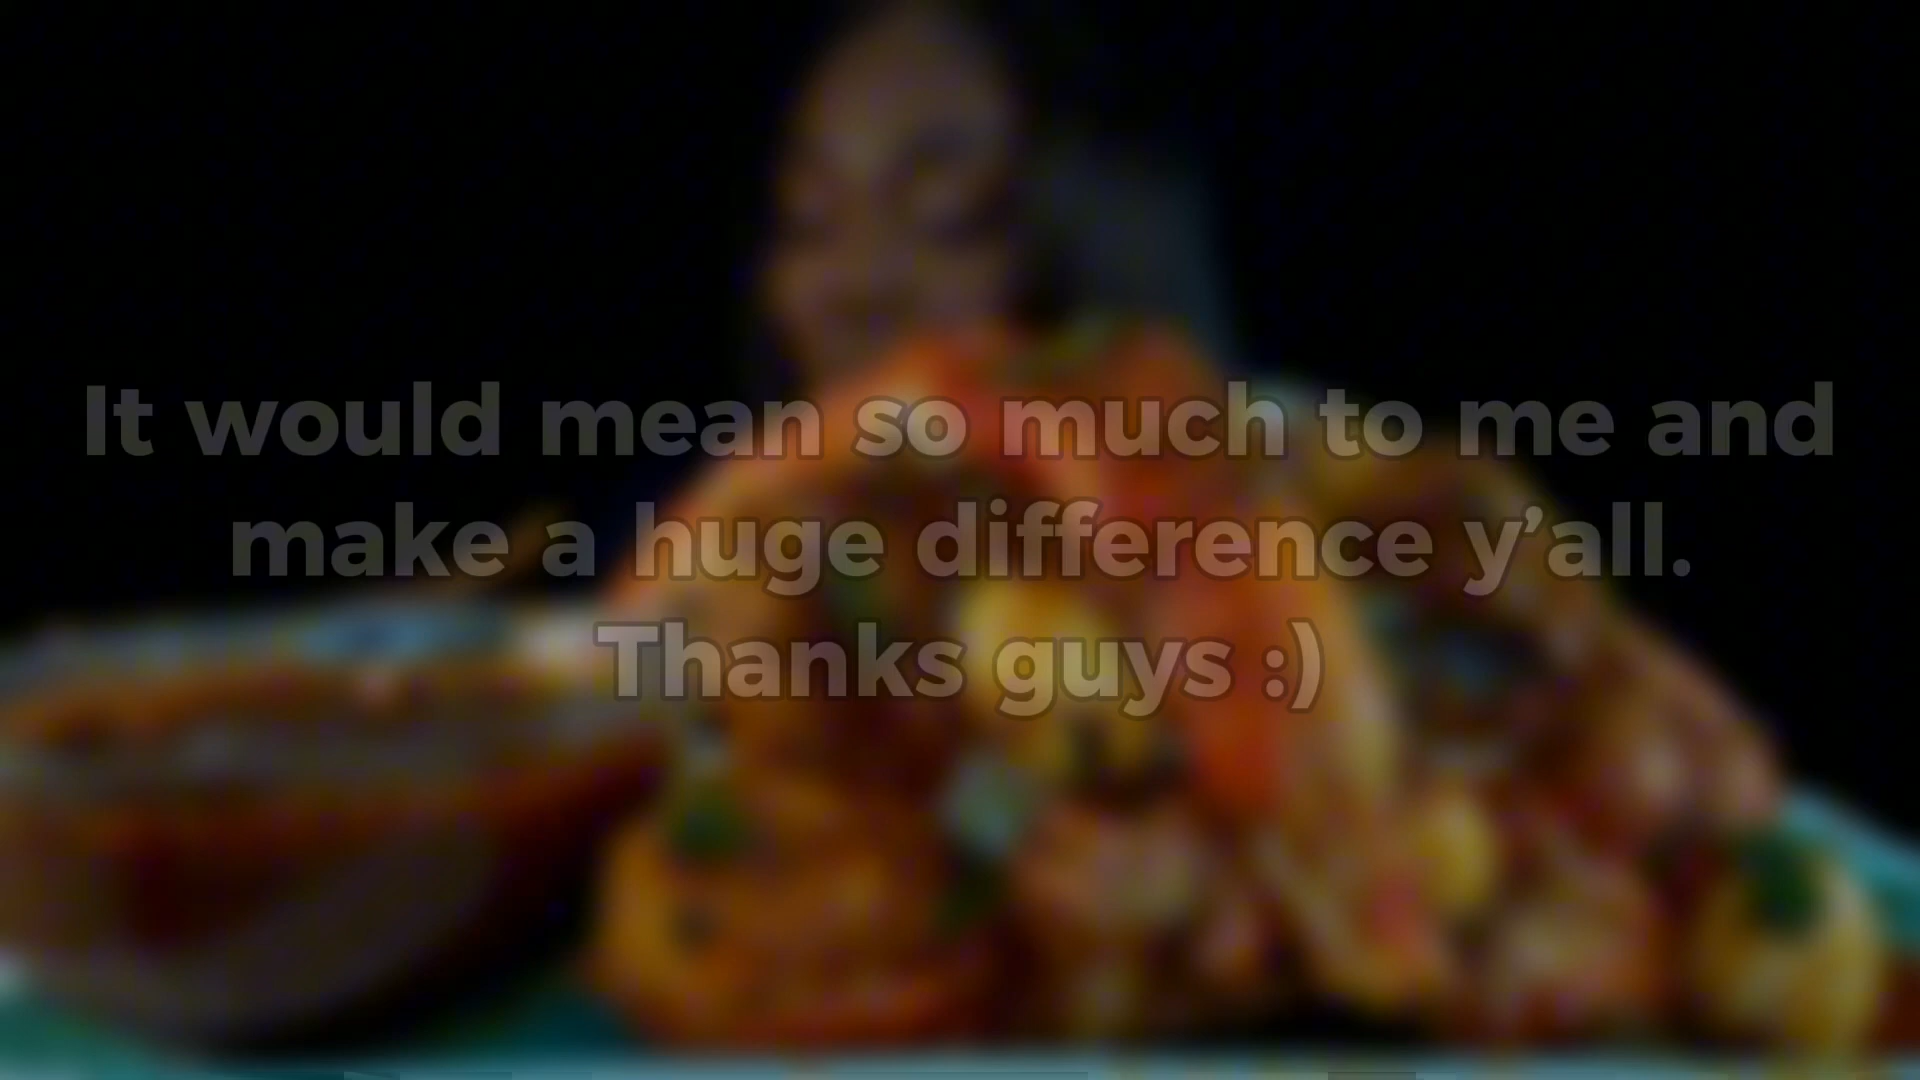 It would mean so much to me and
make a huge difference y’all.
Thanks guys :)